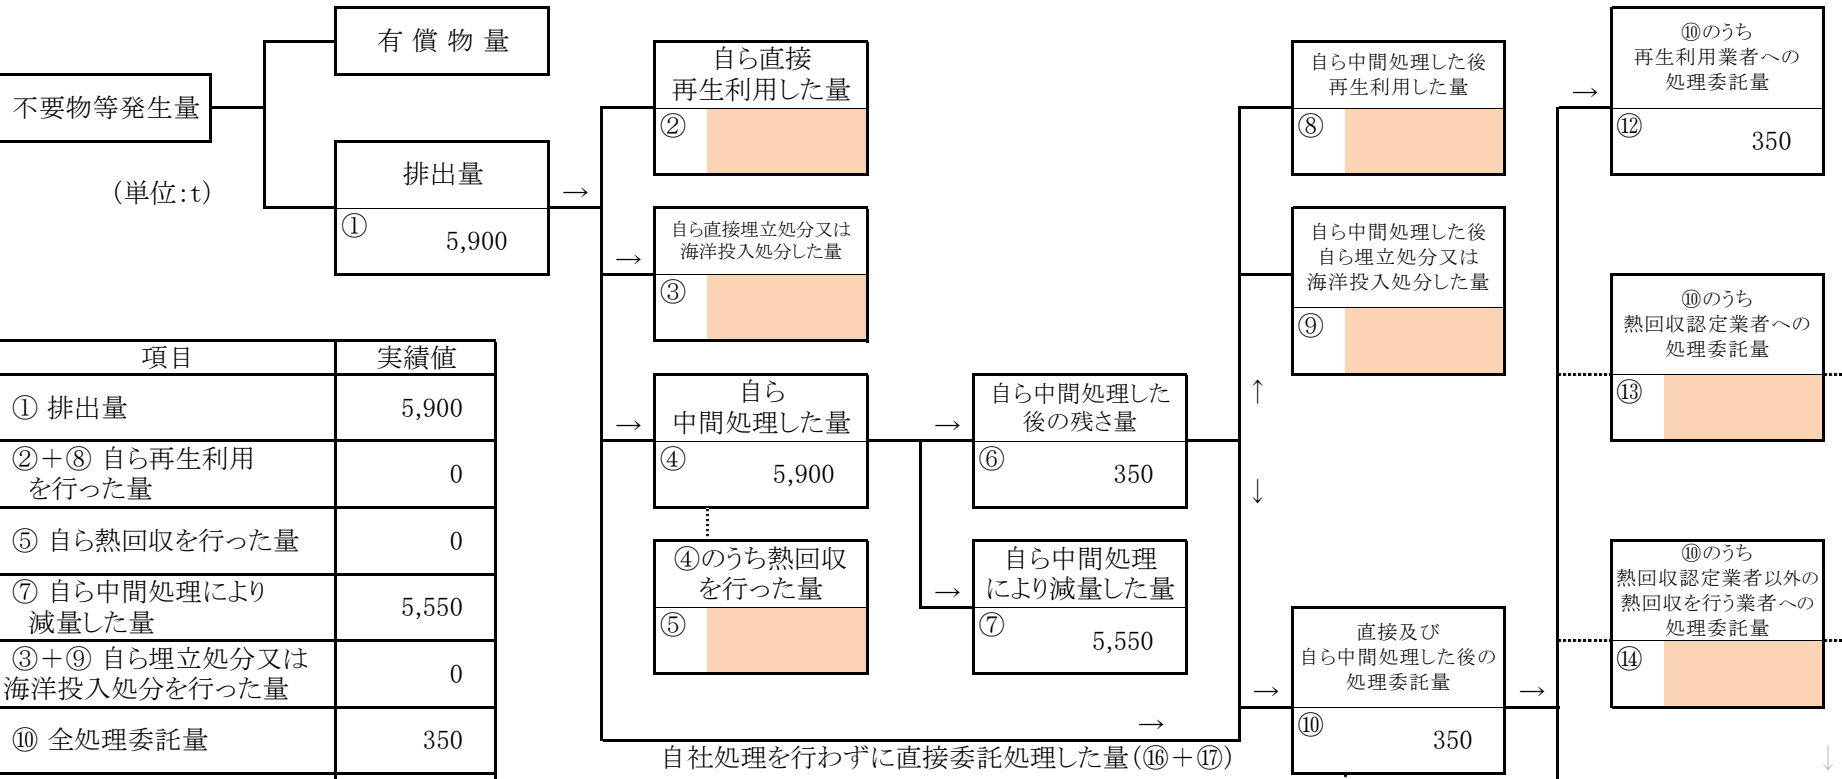 不要物等発生量
(単位:t)
有償物量
排出量
①
5,900
→
自ら直接
再生利用した量
②
自ら直接埋立処分又は
海洋投入処分した量
→
③
自ら
中間処理した量
→
④
5,900
④のうち熱回収
を行った量
⑤
→
自ら中間処理した
後の残さ量
⑥
350
→
自ら中間処理
により減量した量
⑦
5,550
→
自社処理を行わずに直接委託処理した量(⑯+⑰)
自ら中間処理した後
再生利用した量
⑧
自ら中間処理した後
自ら埋立処分又は
海洋投入処分した量
⑨
↑
↓
→
直接及び
自ら中間処理した後の
処理委託量
⑩
350
→
→
⑩のうち
再生利用業者への
処理委託量
⑫
350
⑩のうち
熱回収認定業者への
処理委託量
⑬
⑩のうち
熱回収認定業者以外の
熱回収を行う業者への
処理委託量
⑭
↓
項目 実績値
① 排出量 5,900
②+⑧ 自ら再生利用
を行った量 0
⑤ 自ら熱回収を行った量 0
⑦ 自ら中間処理により
減量した量 5,550
③+⑨ 自ら埋立処分又は
海洋投入処分を行った量 0
⑩ 全処理委託量 350